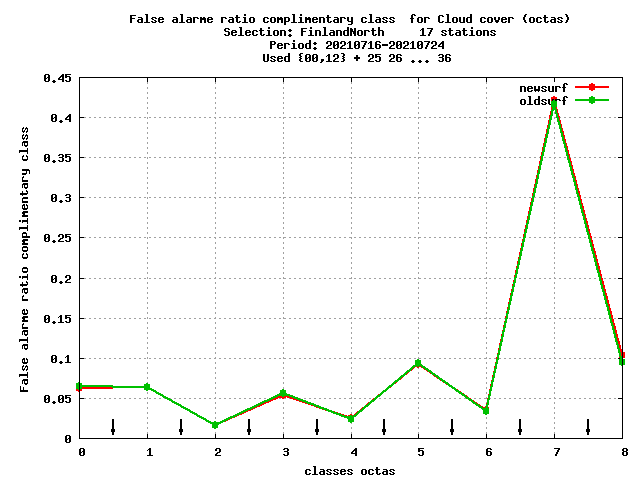 False alarme ratio complimentary class  for Cloud cover (octas)
Selection: FinlandNorth     17 stations
Period: 20210716-20210724
Used {00,12} + 25 26 ... 36
newsurf
oldsurf
False alarme ratio complimentary class
0.45
0.4
0.35
0.3
0.25
0.2
0.15
0.1
0.05
0
0 1 2 3 4 5 6 7 8
classes octas